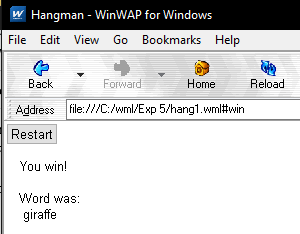 Hangman - WinWAP for Windows
File Edit View Go Bookmarks Help
Back Forward Home Reload
Address file:///C:/wml/Exp 5/hang1.wml#win
Restart
You win!
Word was:
giraffe